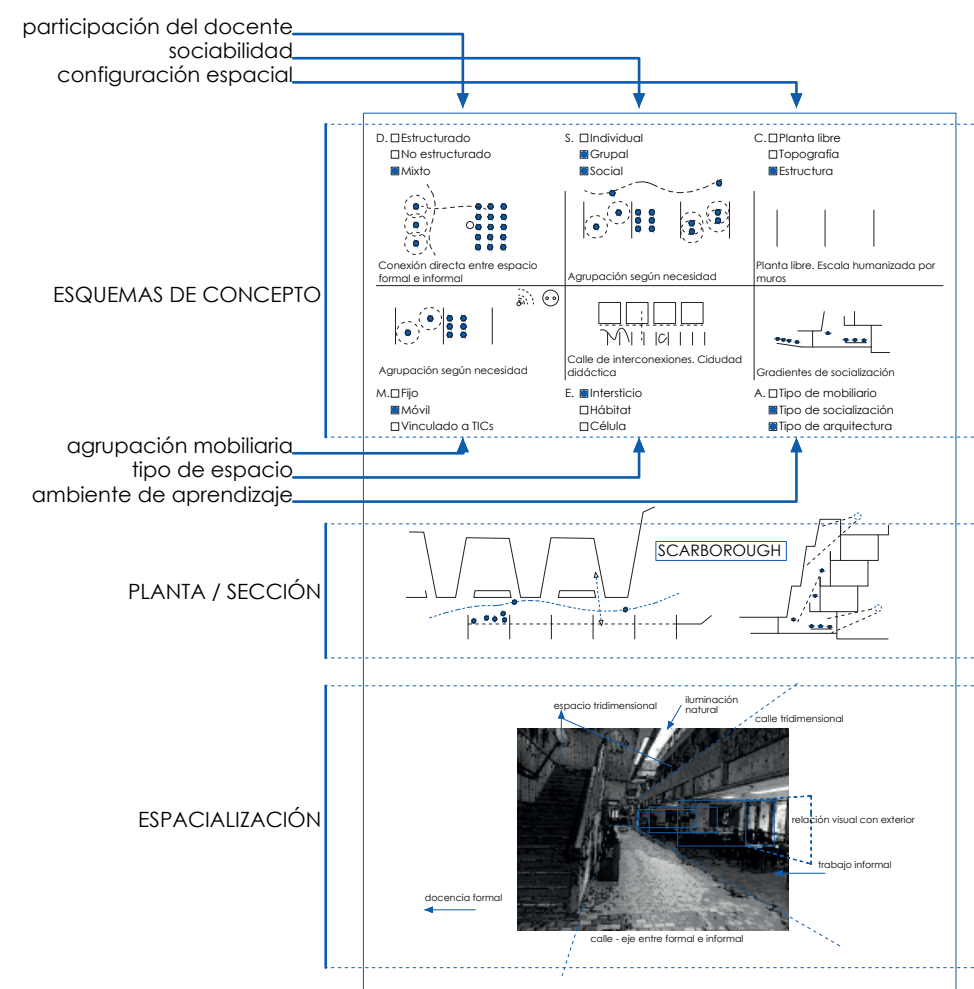 participación del docente
sociabilidad
configuración espacial
ESQUEMAS DE CONCEPTO
D. Estructurado
No estructurado
Mixto
Conexión directa entre espacio
formal e informal
S. Individual
Grupal
Social
Agrupación según necesidad
C. Planta libre
Topografía
Estructura
Planta libre. Escala humanizada por
muros
Agrupación según necesidad
M. Fijo
Móvil
Vinculado a TICs
Calle de interconexiones. Cidudad
didáctica
E. Intersticio
Hábitat
Célula
Gradientes de socialización
A. Tipo de mobiliario
Tipo de socialización
Tipo de arquitectura
agrupación mobiliaria
tipo de espacio
ambiente de aprendizaje
PLANTA / SECCIÓN
SCARBOROUGH
ESPACIALIZACIÓN
espacio tridimensional
iluminación
natural
calle tridimensional
relación visual con exterior
trabajo informal
docencia formal
calle - eje entre formal e informal